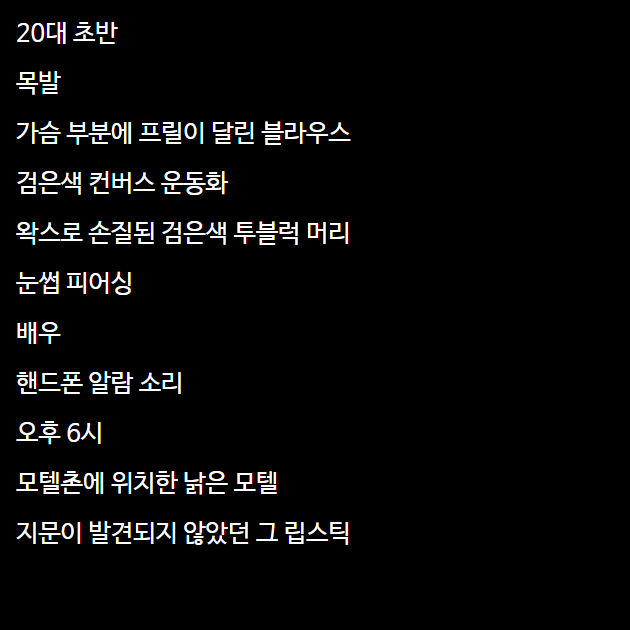 20대 초반
목발
가슴 부분에 프릴이 달린 블라우스
검은색 컨버스 운동화
왁스로 손질된 검은색 투블럭 머리
눈썹 피어싱
배우
핸드폰 알람 소리
오후 6시
모텔촌에 위치한 낡은 모텔
지문이 발견되지 않았던 그 립스틱